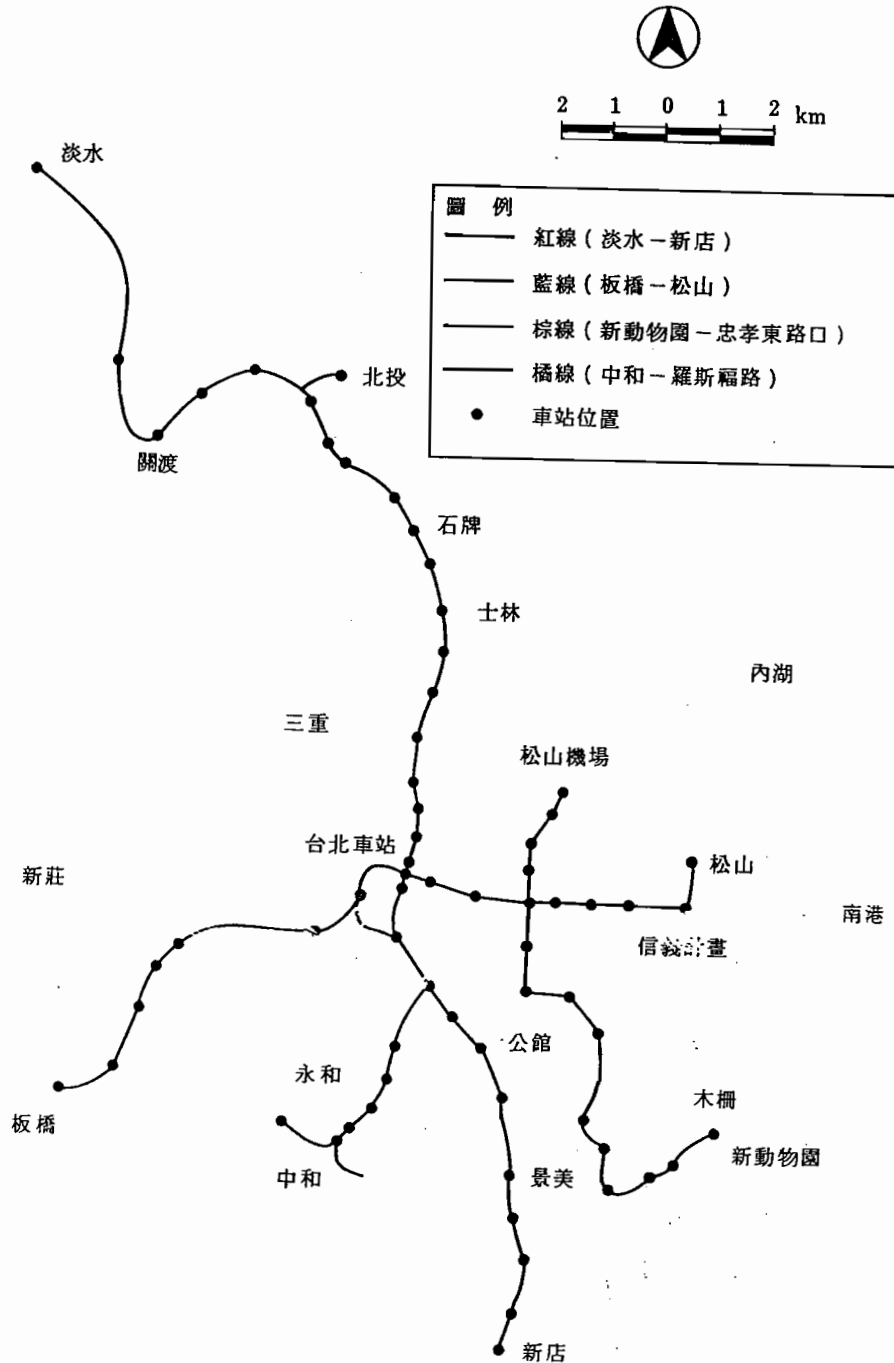 2 1 0 1 2 km
淡水
圖 例
紅線(淡水－新店)
藍線(板橋－松山)
棕線(新動物園－忠孝東路口)
橘線(中和－羅斯福路)
車站位置
北投
關渡
石牌
士林
內湖
三重
松山機場
台北車站
松山
新莊
南港
信義計畫
公館
永和
木柵
板橋
新動物園
中和
景美
新店